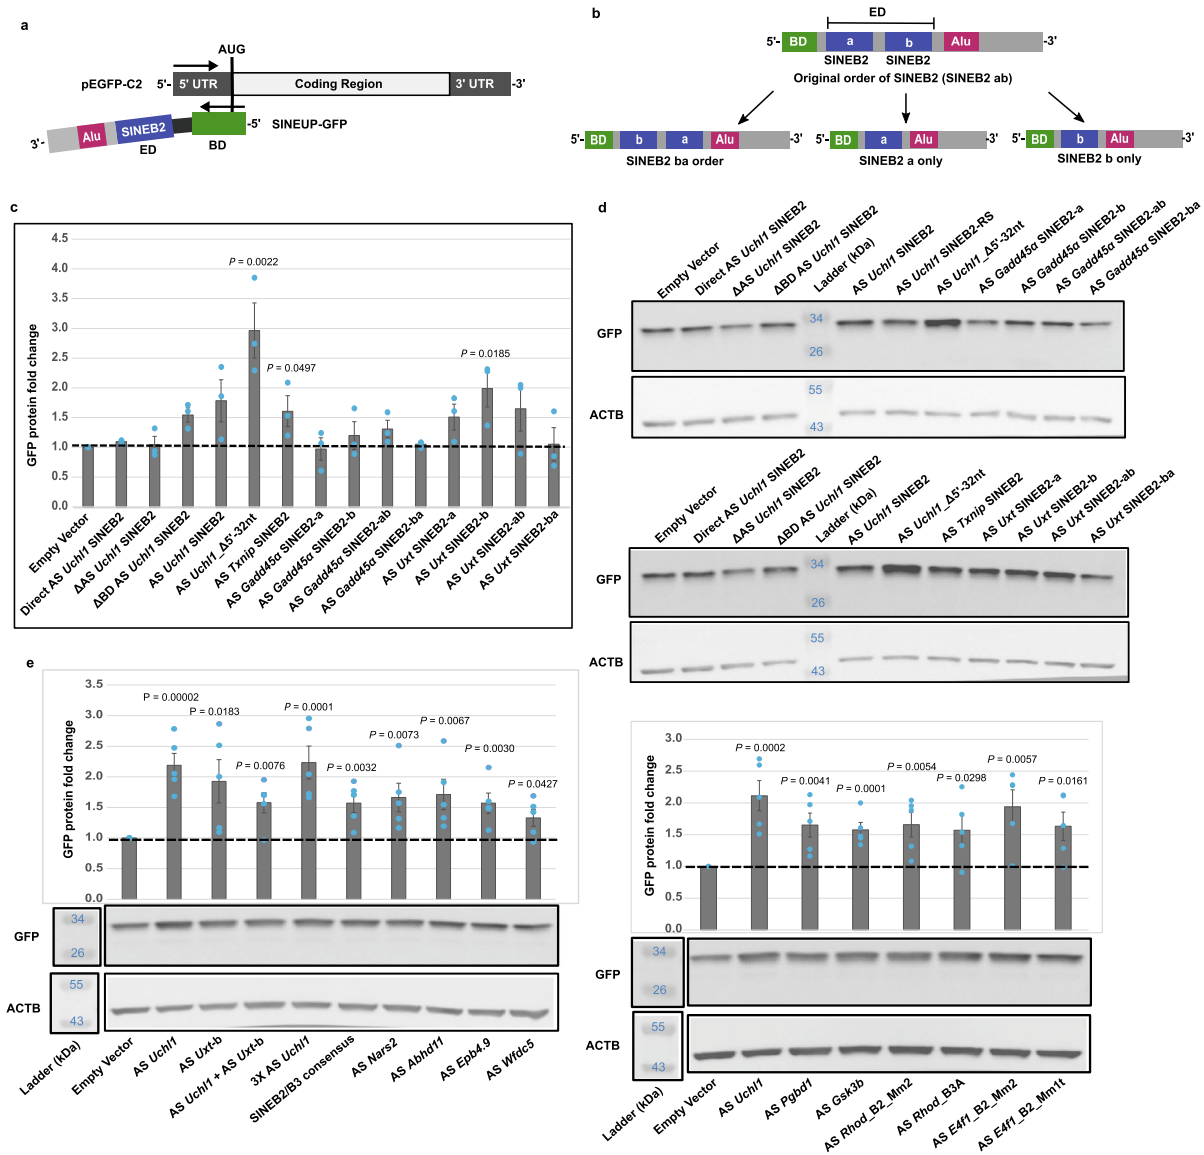 a
AUG
pEGFP-C2
5'-
5' UTR
Coding Region
3' UTR
-3'
3'-
Alu
SINEB2
ED
BD
-5'
SINEUP-GFP
b
ED
5'-
BD
a
b
Alu
-3'
SINEB2
SINEB2
Original order of SINEB2 (SINEB2 ab)
5'-
BD
b
a
Alu
-3'
SINEB2 ba order
5'-
BD
a
Alu
-3'
SINEB2 a only
5'-
BD
b
Alu
-3'
SINEB2 b only
c
GFP protein fold change
4.5
4.0
3.5
3.0
2.5
2.0
1.5
1.0
0.5
0.0
P = 0.0022
P = 0.0497
P = 0.0185
Empty Vector
Direct AS Uchl1 SINEB2
ΔAS Uchl1 SINEB2
ΔBD AS Uchl1 SINEB2
AS Uchl1 SINEB2
AS Uchl1_Δ5'-32nt
AS Txnip SINEB2
AS Gadd45α SINEB2-a
AS Gadd45α SINEB2-b
AS Gadd45α SINEB2-ab
AS Gadd45α SINEB2-ba
AS Uxt SINEB2-a
AS Uxt SINEB2-b
AS Uxt SINEB2-ab
AS Uxt SINEB2-ba
d
Empty Vector
Direct AS Uchl1 SINEB2
ΔAS Uchl1 SINEB2
ΔBD AS Uchl1 SINEB2
Ladder (kDa)
AS Uchl1 SINEB2
AS Uchl1 SINEB2-RS
AS Uchl1_Δ5'-32nt
AS Gadd45α SINEB2-a
AS Gadd45α SINEB2-b
AS Gadd45α SINEB2-ab
AS Gadd45α SINEB2-ba
GFP
34
26
ACTB
55
43
Empty Vector
Direct AS Uchl1 SINEB2
ΔAS Uchl1 SINEB2
ΔBD AS Uchl1 SINEB2
Ladder (kDa)
AS Uchl1 SINEB2
AS Uchl1_Δ5'-32nt
AS Txnip SINEB2
AS Uxt SINEB2-a
AS Uxt SINEB2-b
AS Uxt SINEB2-ab
AS Uxt SINEB2-ba
GFP
34
26
ACTB
55
43
e
GFP protein fold change
3.5
3.0
2.5
2.0
1.5
1.0
0.5
0.0
P = 0.00002
P = 0.0183
P = 0.0076
P = 0.0001
P = 0.0032
P = 0.0073
P = 0.0067
P = 0.0030
P = 0.0427
GFP
34
26
ACTB
55
43
Ladder (kDa)
Empty Vector
AS Uchl1
AS Uxt-b
AS Uchl1 + AS Uxt-b
3X AS Uchl1
SINEB2/B3 consensus
AS Nars2
AS Abhd11
AS Epb4.9
AS Wfdc5
GFP protein fold change
3.0
2.5
2.0
1.5
1.0
0.5
0.0
P = 0.0002
P = 0.0041
P = 0.0001
P = 0.0054
P = 0.0298
P = 0.0057
P = 0.0161
GFP
34
26
ACTB
55
43
Ladder (kDa)
Empty Vector
AS Uchl1
AS Pgbd1
AS Gsk3b
AS Rhod_B2_Mm2
AS Rhod_B3A
AS E4f1_B2_Mm2
AS E4f1_B2_Mm1t